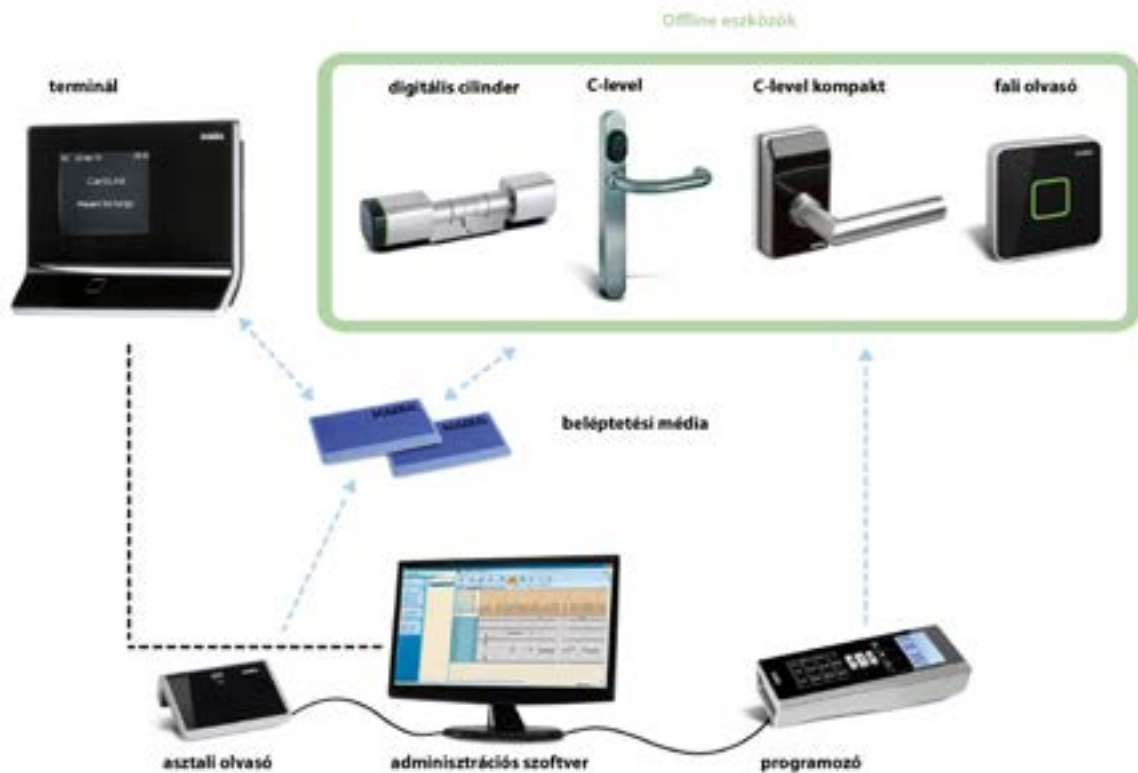 Offline eszközök
terminál
digitális cilinder
C-level
C-level kompakt
fali olvasó
beléptetési média
asztali olvasó
adminisztrációs szoftver
programozó